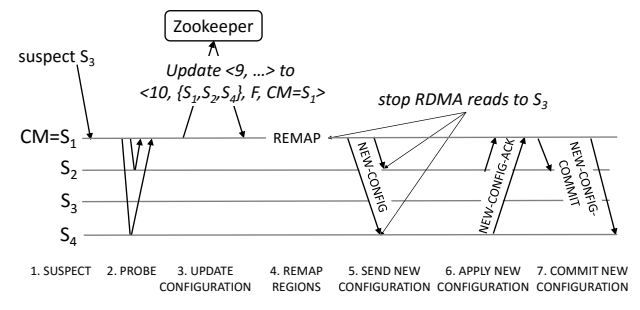 Zookeeper
suspect S3
Update <9, ...> to
<10, {S1,S2,S4}, F, CM=S1>
stop RDMA reads to S3
CM=S1
REMAP
S2
S3
S4
NEW-CONFIG
NEW-CONFIG-ACK
NEW-CONFIG-
COMMIT
1. SUSPECT
2. PROBE
3. UPDATE
CONFIGURATION
4. REMAP
REGIONS
5. SEND NEW
CONFIGURATION
6. APPLY NEW
CONFIGURATION
7. COMMIT NEW
CONFIGURATION